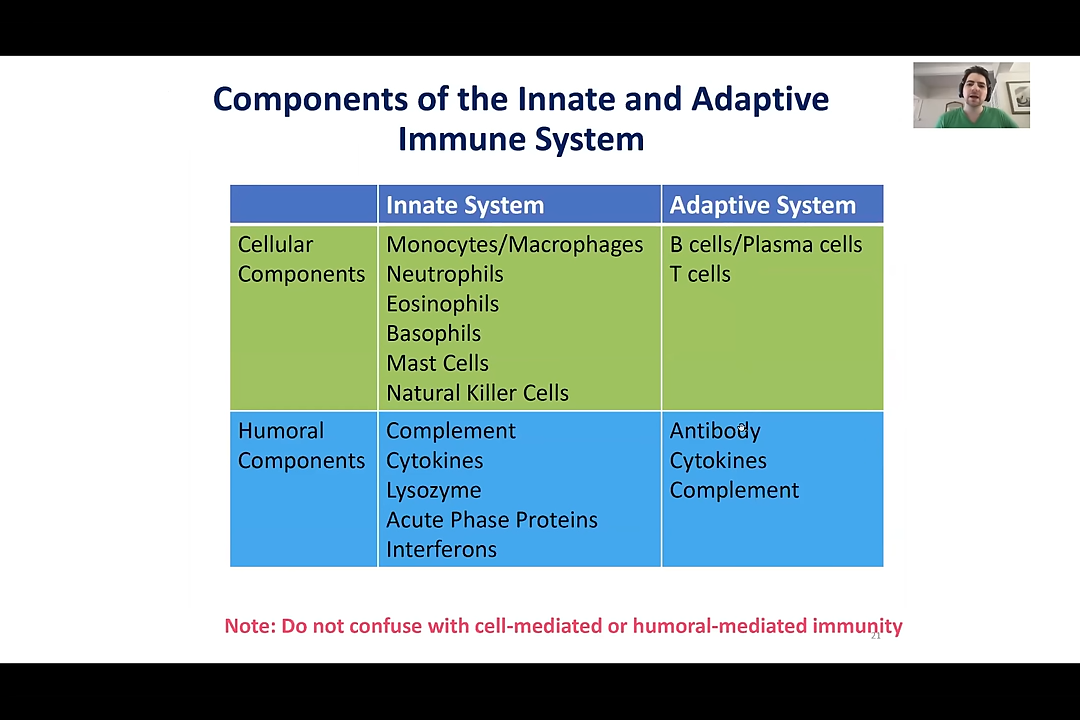 Components of the Innate and Adaptive
Immune System
Innate System
Adaptive System
Cellular
Components
Monocytes/Macrophages
Neutrophils
Eosinophils
Basophils
Mast Cells
Natural Killer Cells
B cells/Plasma cells
T cells
Humoral
Components
Complement
Cytokines
Lysozyme
Acute Phase Proteins
Interferons
Antibody
Cytokines
Complement
Note: Do not confuse with cell-mediated or humoral-mediated immunity
21